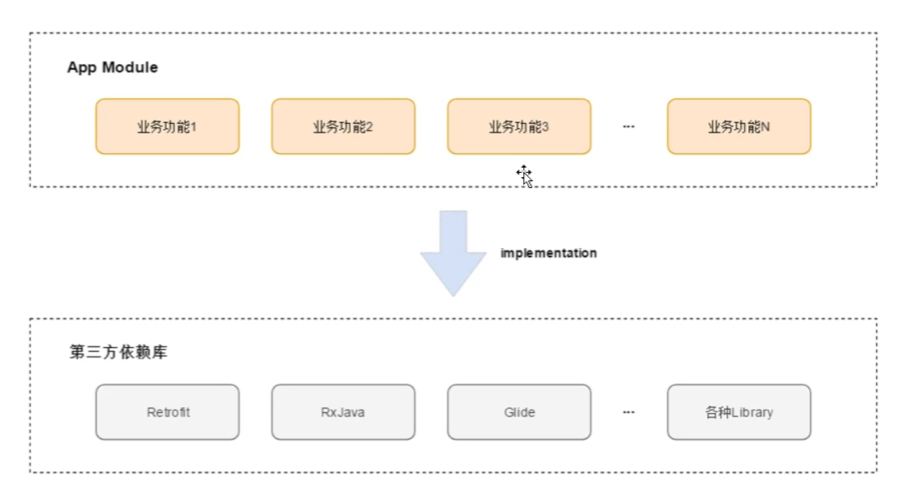 App Module
业务功能1
业务功能2
业务功能3
...
业务功能N
implementation
第三方依赖库
Retrofit
RxJava
Glide
...
各种Library